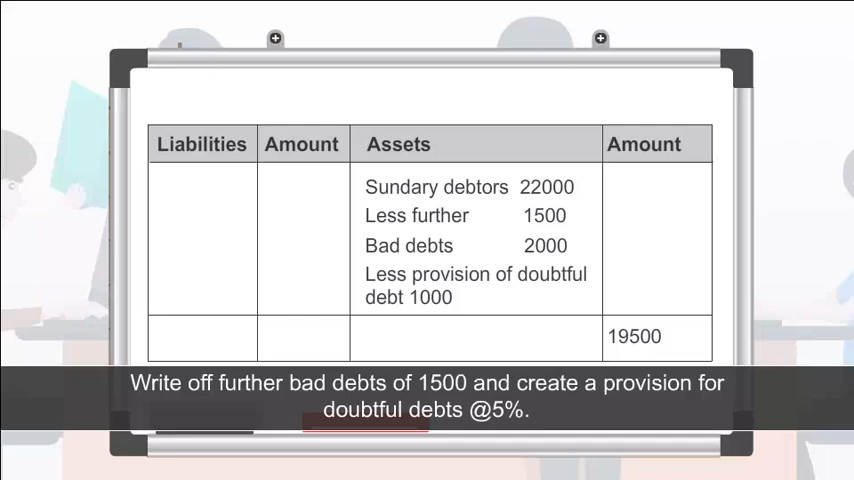 Liabilities Amount Assets Amount
Sundary debtors 22000
Less further 1500
Bad debts 2000
Less provision of doubtful
debt 1000
19500
Write off further bad debts of 1500 and create a provision for
doubtful debts @5%.